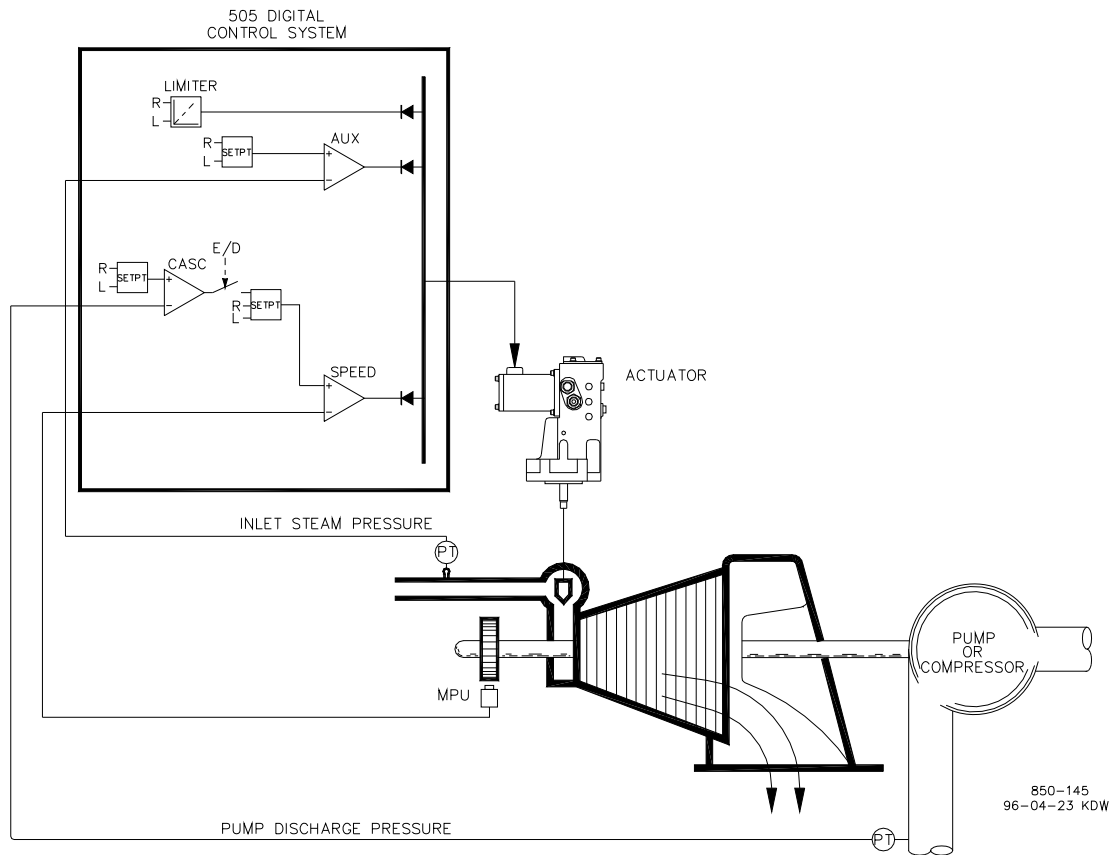 505 DIGITAL
CONTROL SYSTEM
LIMITER
R
L
AUX
R
L
SETPT
+
−
E/D
CASC
R
L
SETPT
+
−
R
L
SETPT
SPEED
+
−
ACTUATOR
INLET STEAM PRESSURE
PT
MPU
PUMP
OR
COMPRESSOR
PUMP DISCHARGE PRESSURE
PT
850-145
96-04-23 KDW